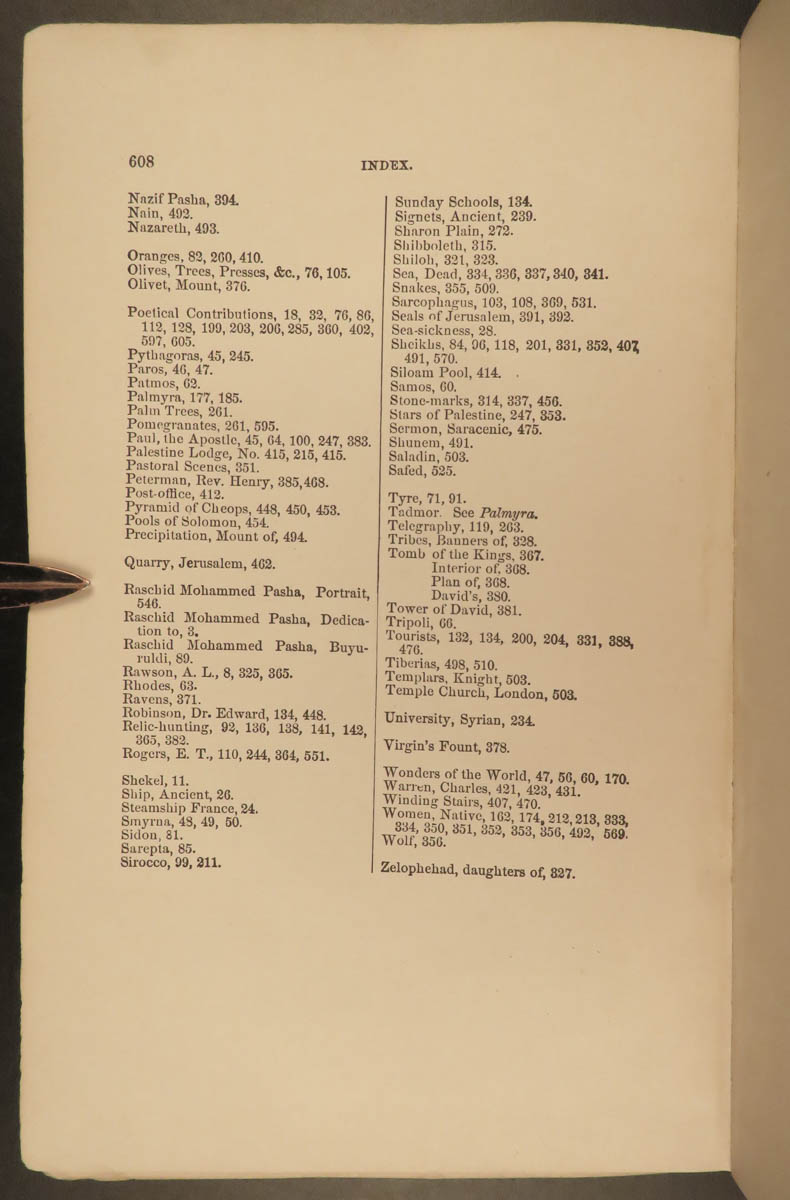 608
INDEX.
Nazif Pasha, 394.
Nain, 492.
Nazareth, 493.
Oranges, 82, 260, 410.
Olives, Trees, Presses, &c., 76, 105.
Olivet, Mount, 376.
Poetical Contributions, 18, 32, 76, 86,
112, 128, 199, 203, 206, 285, 360, 402,
597, 605.
Pythagoras, 45, 245.
Paros, 46, 47.
Patmos, 62.
Palmyra, 177, 185.
Palm Trees, 261.
Pomegranates, 261, 595.
Paul, the Apostle, 45, 64, 100, 247, 383.
Palestine Lodge, No. 415, 215, 415.
Pastoral Scenes, 351.
Peterman, Rev. Henry, 385, 468.
Post-office, 412.
Pyramid of Cheops, 448, 450, 453.
Pools of Solomon, 454.
Precipitation, Mount of, 494.
Quarry, Jerusalem, 462.
Raschid Mohammed Pasha, Portrait,
546.
Raschid Mohammed Pasha, Dedica-
tion to, 3.
Raschid Mohammed Pasha, Buyu-
ruldi, 89.
Rawson, A. L., 8, 325, 365.
Rhodes, 63.
Ravens, 371.
Robinson, Dr. Edward, 134, 448.
Relic-hunting, 92, 136, 138, 141, 142,
365, 382.
Rogers, E. T., 110, 244, 364, 551.
Shekel, 11.
Ship, Ancient, 26.
Steamship France, 24.
Smyrna, 48, 49, 50.
Sidon, 81.
Sarepta, 85.
Sirocco, 99, 211.
Sunday Schools, 134.
Signets, Ancient, 239.
Sharon Plain, 272.
Shibboleth, 315.
Shiloh, 321, 323.
Sea, Dead, 334, 336, 337, 340, 341.
Snakes, 355, 509.
Sarcophagus, 103, 108, 369, 531.
Seals of Jerusalem, 391, 392.
Sea-sickness, 28.
Sheikhs, 84, 96, 118, 201, 331, 352, 407,
491, 570.
Siloam Pool, 414.
Samos, 60.
Stone-marks, 314, 337, 456.
Stars of Palestine, 247, 353.
Sermon, Saracenic, 475.
Shunem, 491.
Saladin, 503.
Safed, 525.
Tyre, 71, 91.
Tadmor. See Palmyra.
Telegraphy, 119, 263.
Tribes, Banners of, 328.
Tomb of the Kings, 367.
Interior of, 368.
Plan of, 368.
David's, 380.
Tower of David, 381.
Tripoli, 66.
Tourists, 132, 134, 200, 204, 331, 388,
476.
Tiberias, 498, 510.
Templars, Knight, 503.
Temple Church, London, 503.
University, Syrian, 234.
Virgin's Fount, 378.
Wonders of the World, 47, 56, 60, 170.
Warren, Charles, 421, 423, 431.
Winding Stairs, 407, 470.
Women, Native, 162, 174, 212, 213, 333,
334, 350, 351, 352, 353, 356, 492, 569.
Wolf, 356.
Zelophehad, daughters of, 327.